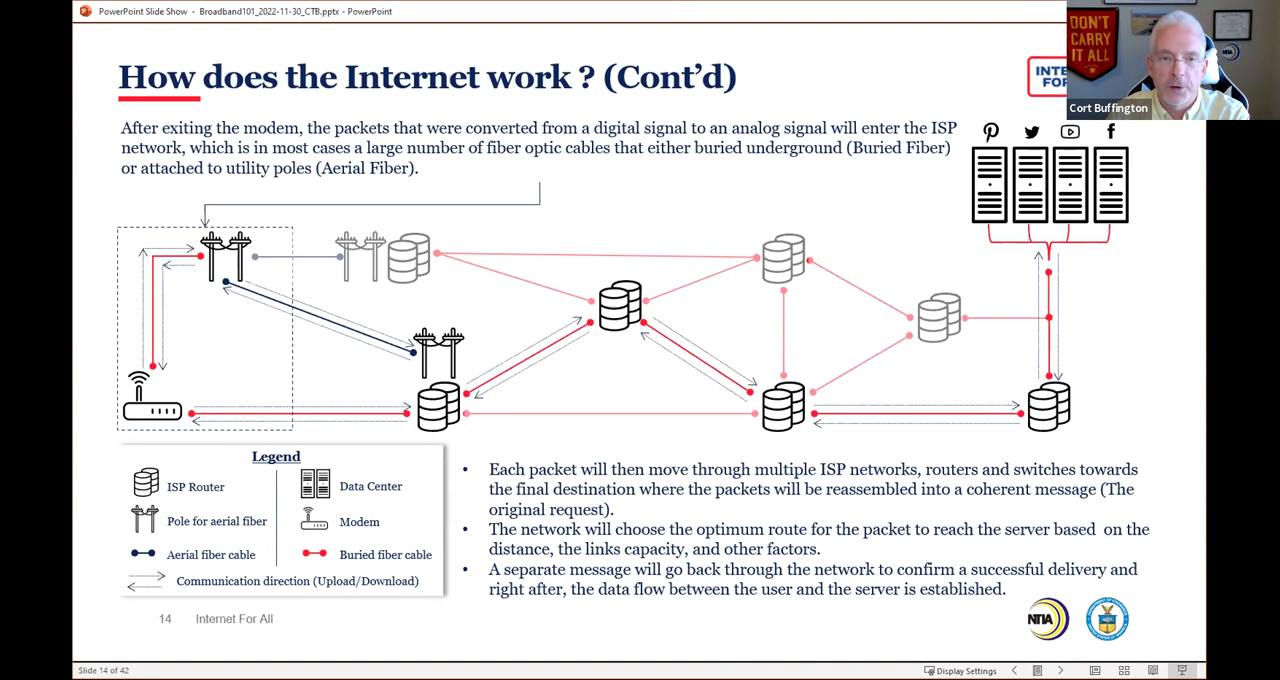 PowerPoint Slide Show - Broadband101_2022-11-30_CTB.pptx - PowerPoint
DON'T
CARRY
IT ALL
Cort Buffington
How does the Internet work ? (Cont'd)
INTE
FOR
After exiting the modem, the packets that were converted from a digital signal to an analog signal will enter the ISP
network, which is in most cases a large number of fiber optic cables that either buried underground (Buried Fiber)
or attached to utility poles (Aerial Fiber).
Legend
ISP Router
Data Center
Pole for aerial fiber
Modem
Aerial fiber cable
Buried fiber cable
Communication direction (Upload/Download)
• Each packet will then move through multiple ISP networks, routers and switches towards
the final destination where the packets will be reassembled into a coherent message (The
original request).
• The network will choose the optimum route for the packet to reach the server based on the
distance, the links capacity, and other factors.
• A separate message will go back through the network to confirm a successful delivery and
right after, the data flow between the user and the server is established.
14 Internet For All
NTIA
Slide 14 of 42
Display Settings